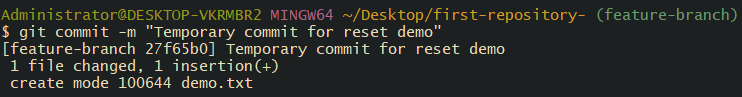 Administrator@DESKTOP-VKRMBR2 MINGW64 ~/Desktop/first-repository- (feature-branch)
$ git commit -m "Temporary commit for reset demo"
[feature-branch 27f65b0] Temporary commit for reset demo
 1 file changed, 1 insertion(+)
 create mode 100644 demo.txt